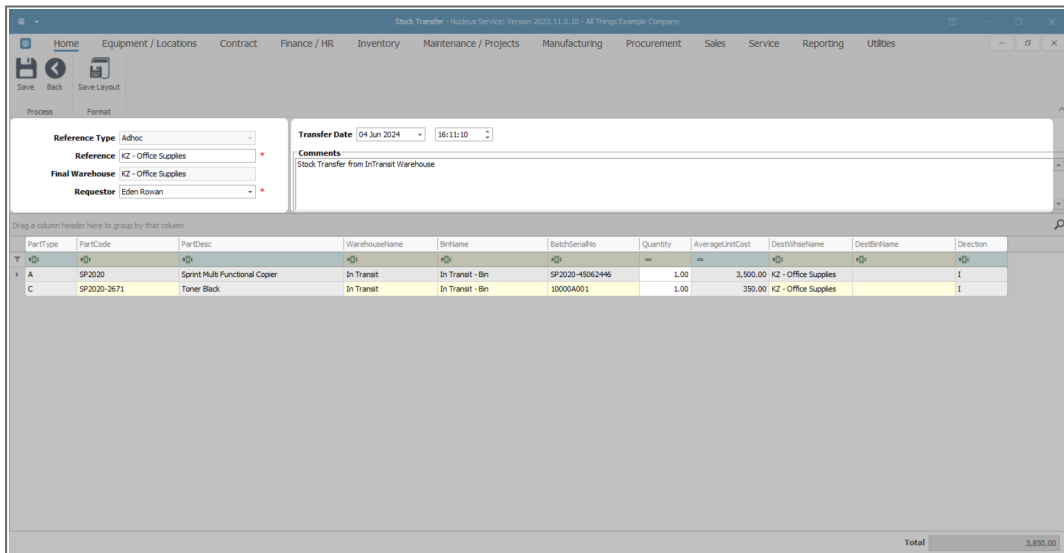 Stock Transfer - Nucleus Service: Version 2023.11.0.10 - All Things Example Company
Home Equipment / Locations Contract Finance / HR Inventory Maintenance / Projects Manufacturing Procurement Sales Service Reporting Utilities
Save Back Save Layout
Process Format
Reference Type Adhoc
Reference KZ - Office Supplies *
Final Warehouse KZ - Office Supplies
Requestor Eden Rowan *
Transfer Date 04 Jun 2024 16:11:10
Comments
Stock Transfer from InTransit Warehouse
Drag a column header here to group by that column
PartType PartCode PartDesc WarehouseName BinName BatchSerialNo Quantity AverageUnitCost DestWhseName DestBinName Direction
A SP2020 Sprint Multi Functional Copier In Transit In Transit - Bin SP2020-45062446 1.00 3,500.00 KZ - Office Supplies I
C SP2020-2671 Toner Black In Transit In Transit - Bin 10000A001 1.00 350.00 KZ - Office Supplies I
Total 3,850.00